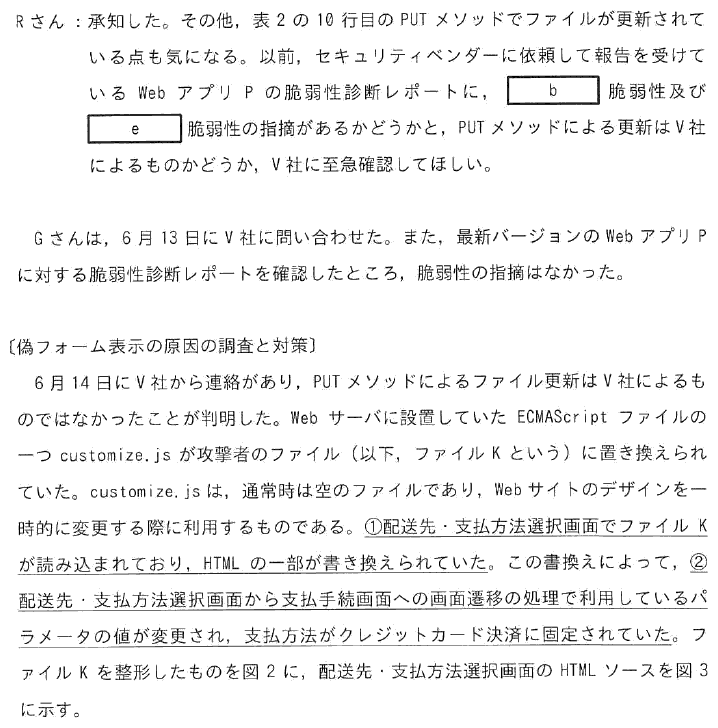 Rさん：承知した。その他，表2の10行目のPUTメソッドでファイルが更新されて
いる点も気になる。以前，セキュリティベンダーに依頼して報告を受けて
いるWebアプリPの脆弱性診断レポートに， b 脆弱性及び
e 脆弱性の指摘があるかどうかと，PUTメソッドによる更新はV社
によるものかどうか，V社に至急確認してほしい。
Gさんは，6月13日にV社に問い合わせた。また，最新バージョンのWebアプリP
に対する脆弱性診断レポートを確認したところ，脆弱性の指摘はなかった。
〔偽フォーム表示の原因の調査と対策〕
6月14日にV社から連絡があり，PUTメソッドによるファイル更新はV社によるも
のではなかったことが判明した。Webサーバに設置していたECMAScriptファイルの
一つcustomize.jsが攻撃者のファイル（以下，ファイルKという）に置き換えられ
ていた。customize.jsは，通常時は空のファイルであり，Webサイトのデザインを一
時的に変更する際に利用するものである。①配送先・支払方法選択画面でファイルK
が読み込まれており，HTMLの一部が書き換えられていた。この書換えによって，②
配送先・支払方法選択画面から支払手続画面への画面遷移の処理で利用しているパ
ラメータの値が変更され，支払方法がクレジットカード決済に固定されていた。フ
ァイルKを整形したものを図2に，配送先・支払方法選択画面のHTMLソースを図3
に示す。